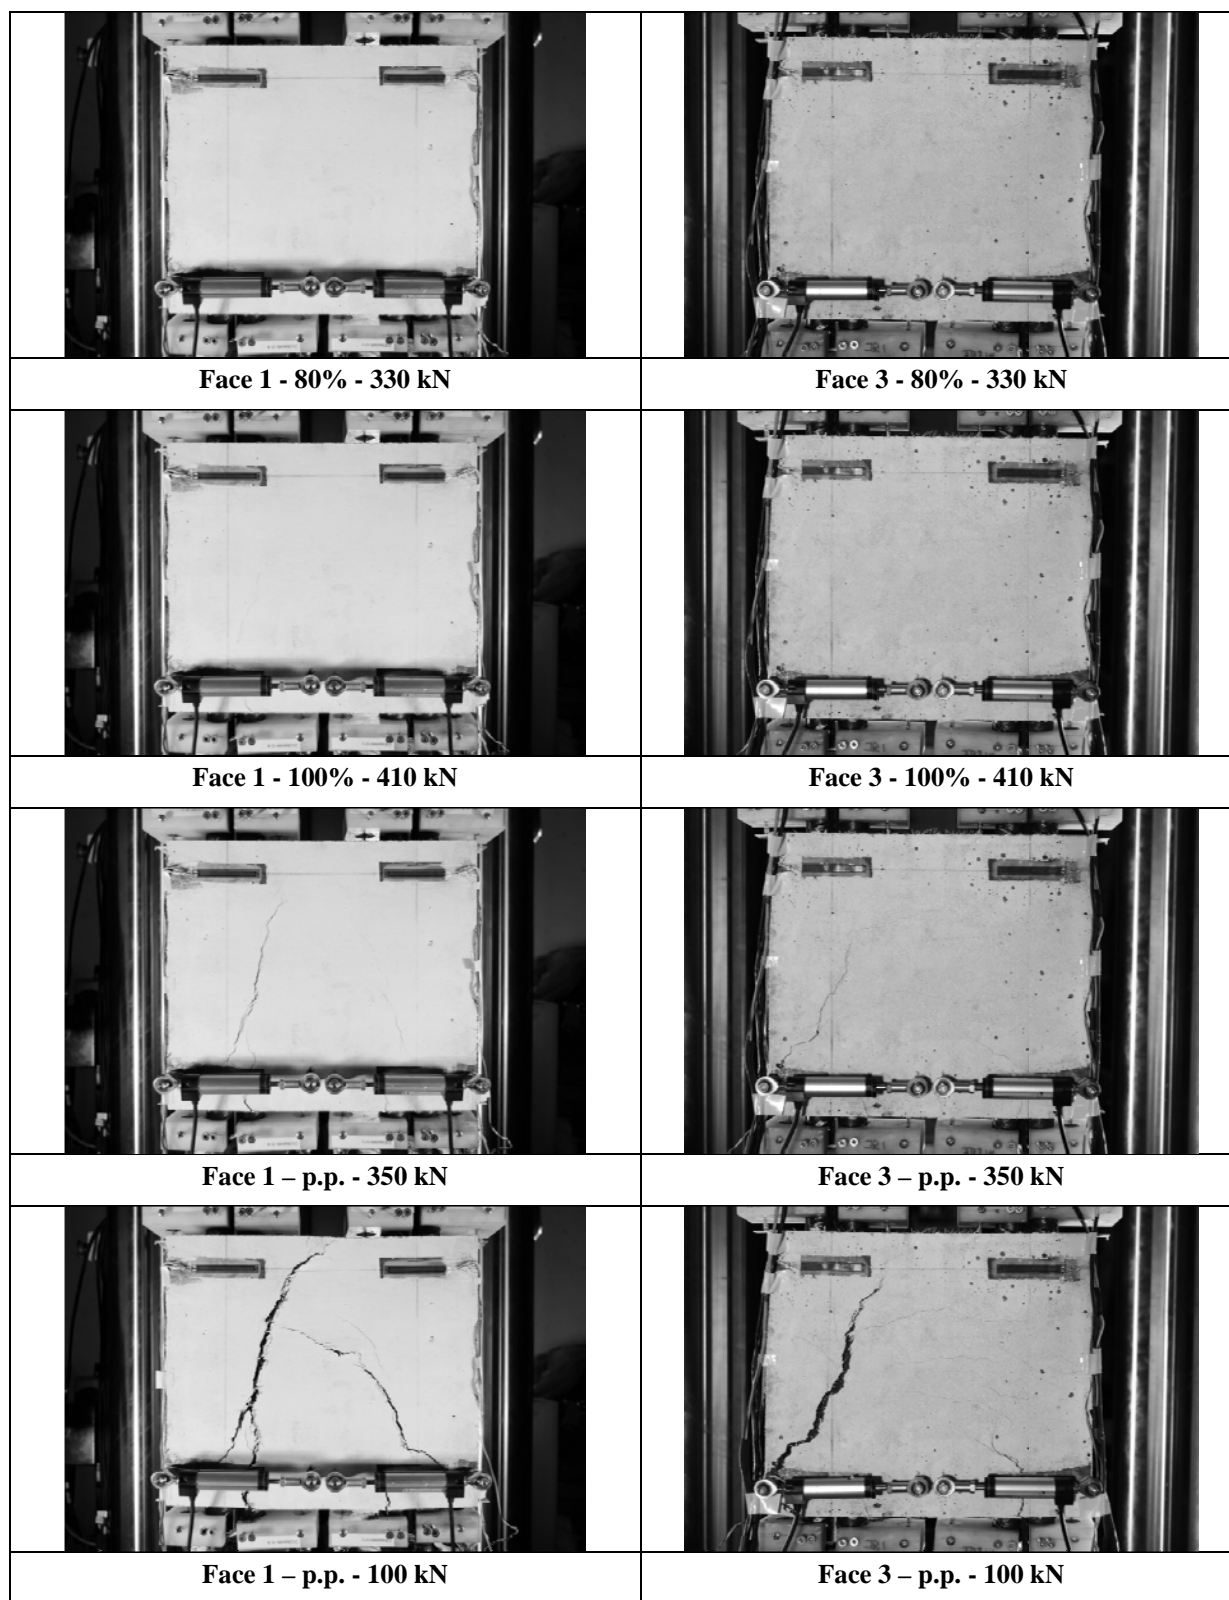 Face 1 - 80% - 330 kN
Face 3 - 80% - 330 kN
Face 1 - 100% - 410 kN
Face 3 - 100% - 410 kN
Face 1 – p.p. - 350 kN
Face 3 – p.p. - 350 kN
Face 1 – p.p. - 100 kN
Face 3 – p.p. - 100 kN